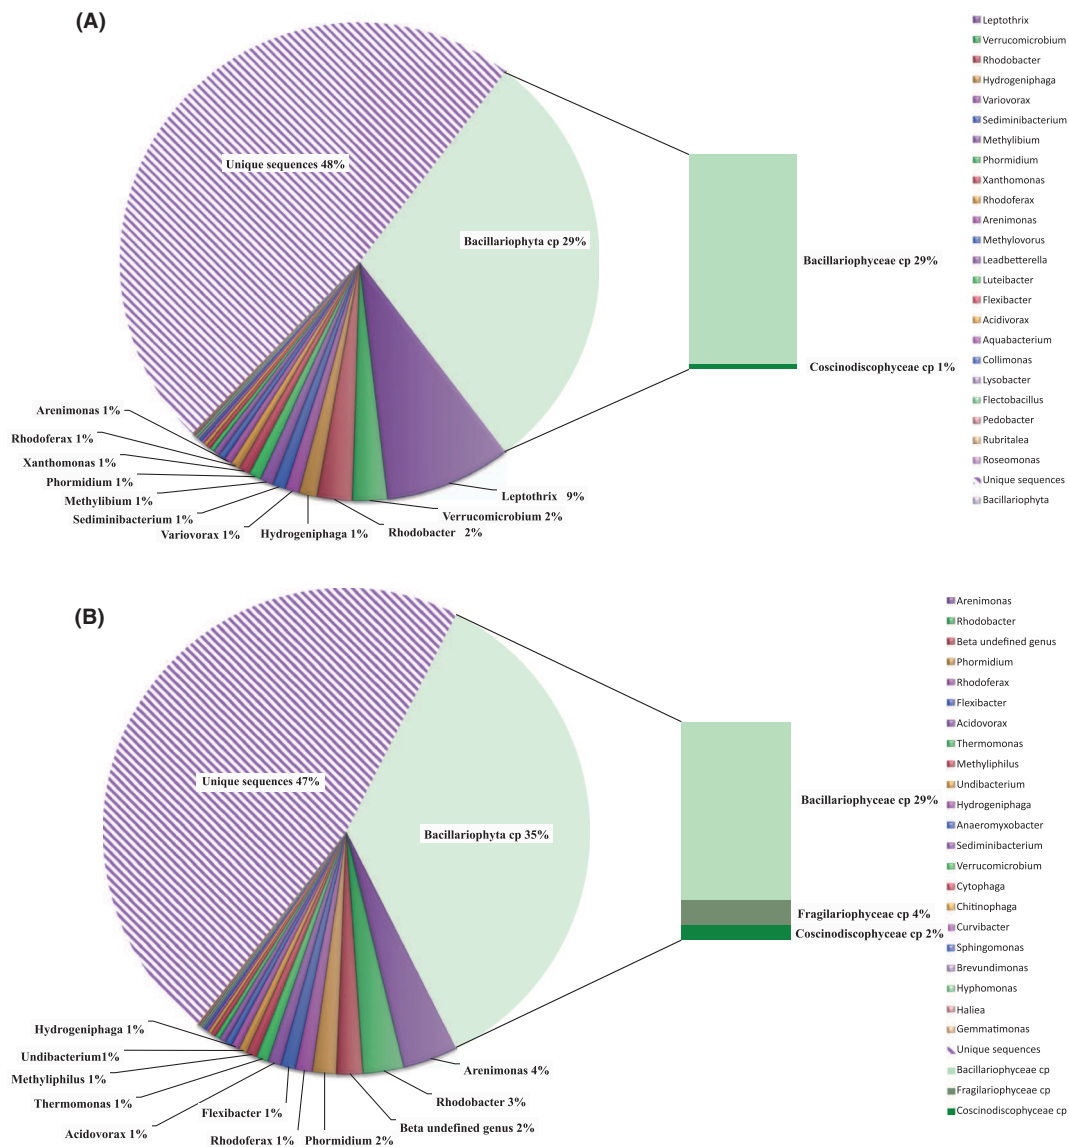 (A)
Unique sequences 48%
Bacillariophyta cp 29%
Bacillariophyceae cp 29%
Coscinodiscophyceae cp 1%
Arenimonas 1%
Rhodoferax 1%
Xanthomonas 1%
Phormidium 1%
Methylibium 1%
Sediminibacterium 1%
Variovorax 1%
Hydrogeniphaga 1%
Rhodobacter 2%
Verrucomicrobium 2%
Leptothrix 9%
Leptothrix
Verrucomicrobium
Rhodobacter
Hydrogeniphaga
Variovorax
Sediminibacterium
Methylibium
Phormidium
Xanthomonas
Rhodoferax
Arenimonas
Methylovorus
Leadbetterella
Luteibacter
Flexibacter
Acidivorax
Aquabacterium
Collimonas
Lysobacter
Flectobacillus
Pedobacter
Rubritalea
Roseomonas
Unique sequences
Bacillariophyta
(B)
Unique sequences 47%
Bacillariophyta cp 35%
Bacillariophyceae cp 29%
Fragilariophyceae cp 4%
Coscinodiscophyceae cp 2%
Hydrogeniphaga 1%
Undibacterium1%
Methyliphilus 1%
Thermomonas 1%
Acidovorax 1%
Flexibacter 1%
Rhodoferax 1%
Phormidium 2%
Beta undefined genus 2%
Rhodobacter 3%
Arenimonas 4%
Arenimonas
Rhodobacter
Beta undefined genus
Phormidium
Rhodoferax
Flexibacter
Acidovorax
Thermomonas
Methyliphilus
Undibacterium
Hydrogeniphaga
Anaeromyxobacter
Sediminibacterium
Verrucomicrobium
Cytophaga
Chitinophaga
Curvibacter
Sphingomonas
Brevundimonas
Hyphomonas
Haliea
Gemmatimonas
Unique sequences
Bacillariophyceae cp
Fragilariophyceae cp
Coscinodiscophyceae cp